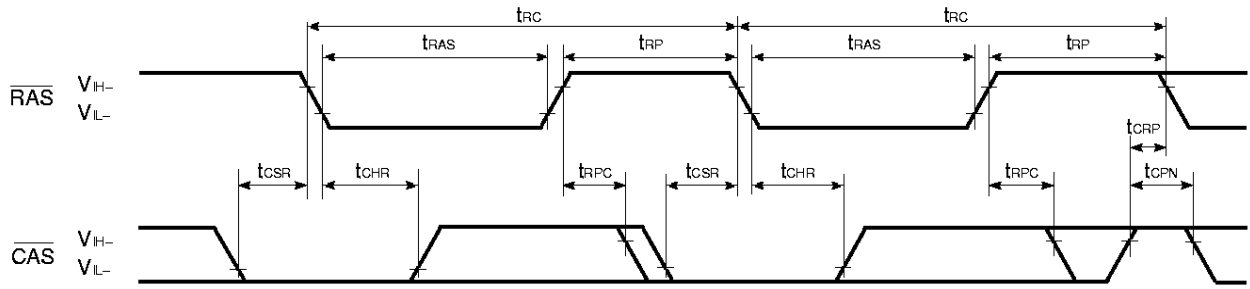 tRC tRC
tRAS tRP tRAS tRP
VIH–
RAS
VIL–
tCRP
tCSR tCHR tRPC tCSR tCHR tRPC tCPN
VIH–
CAS
VIL–